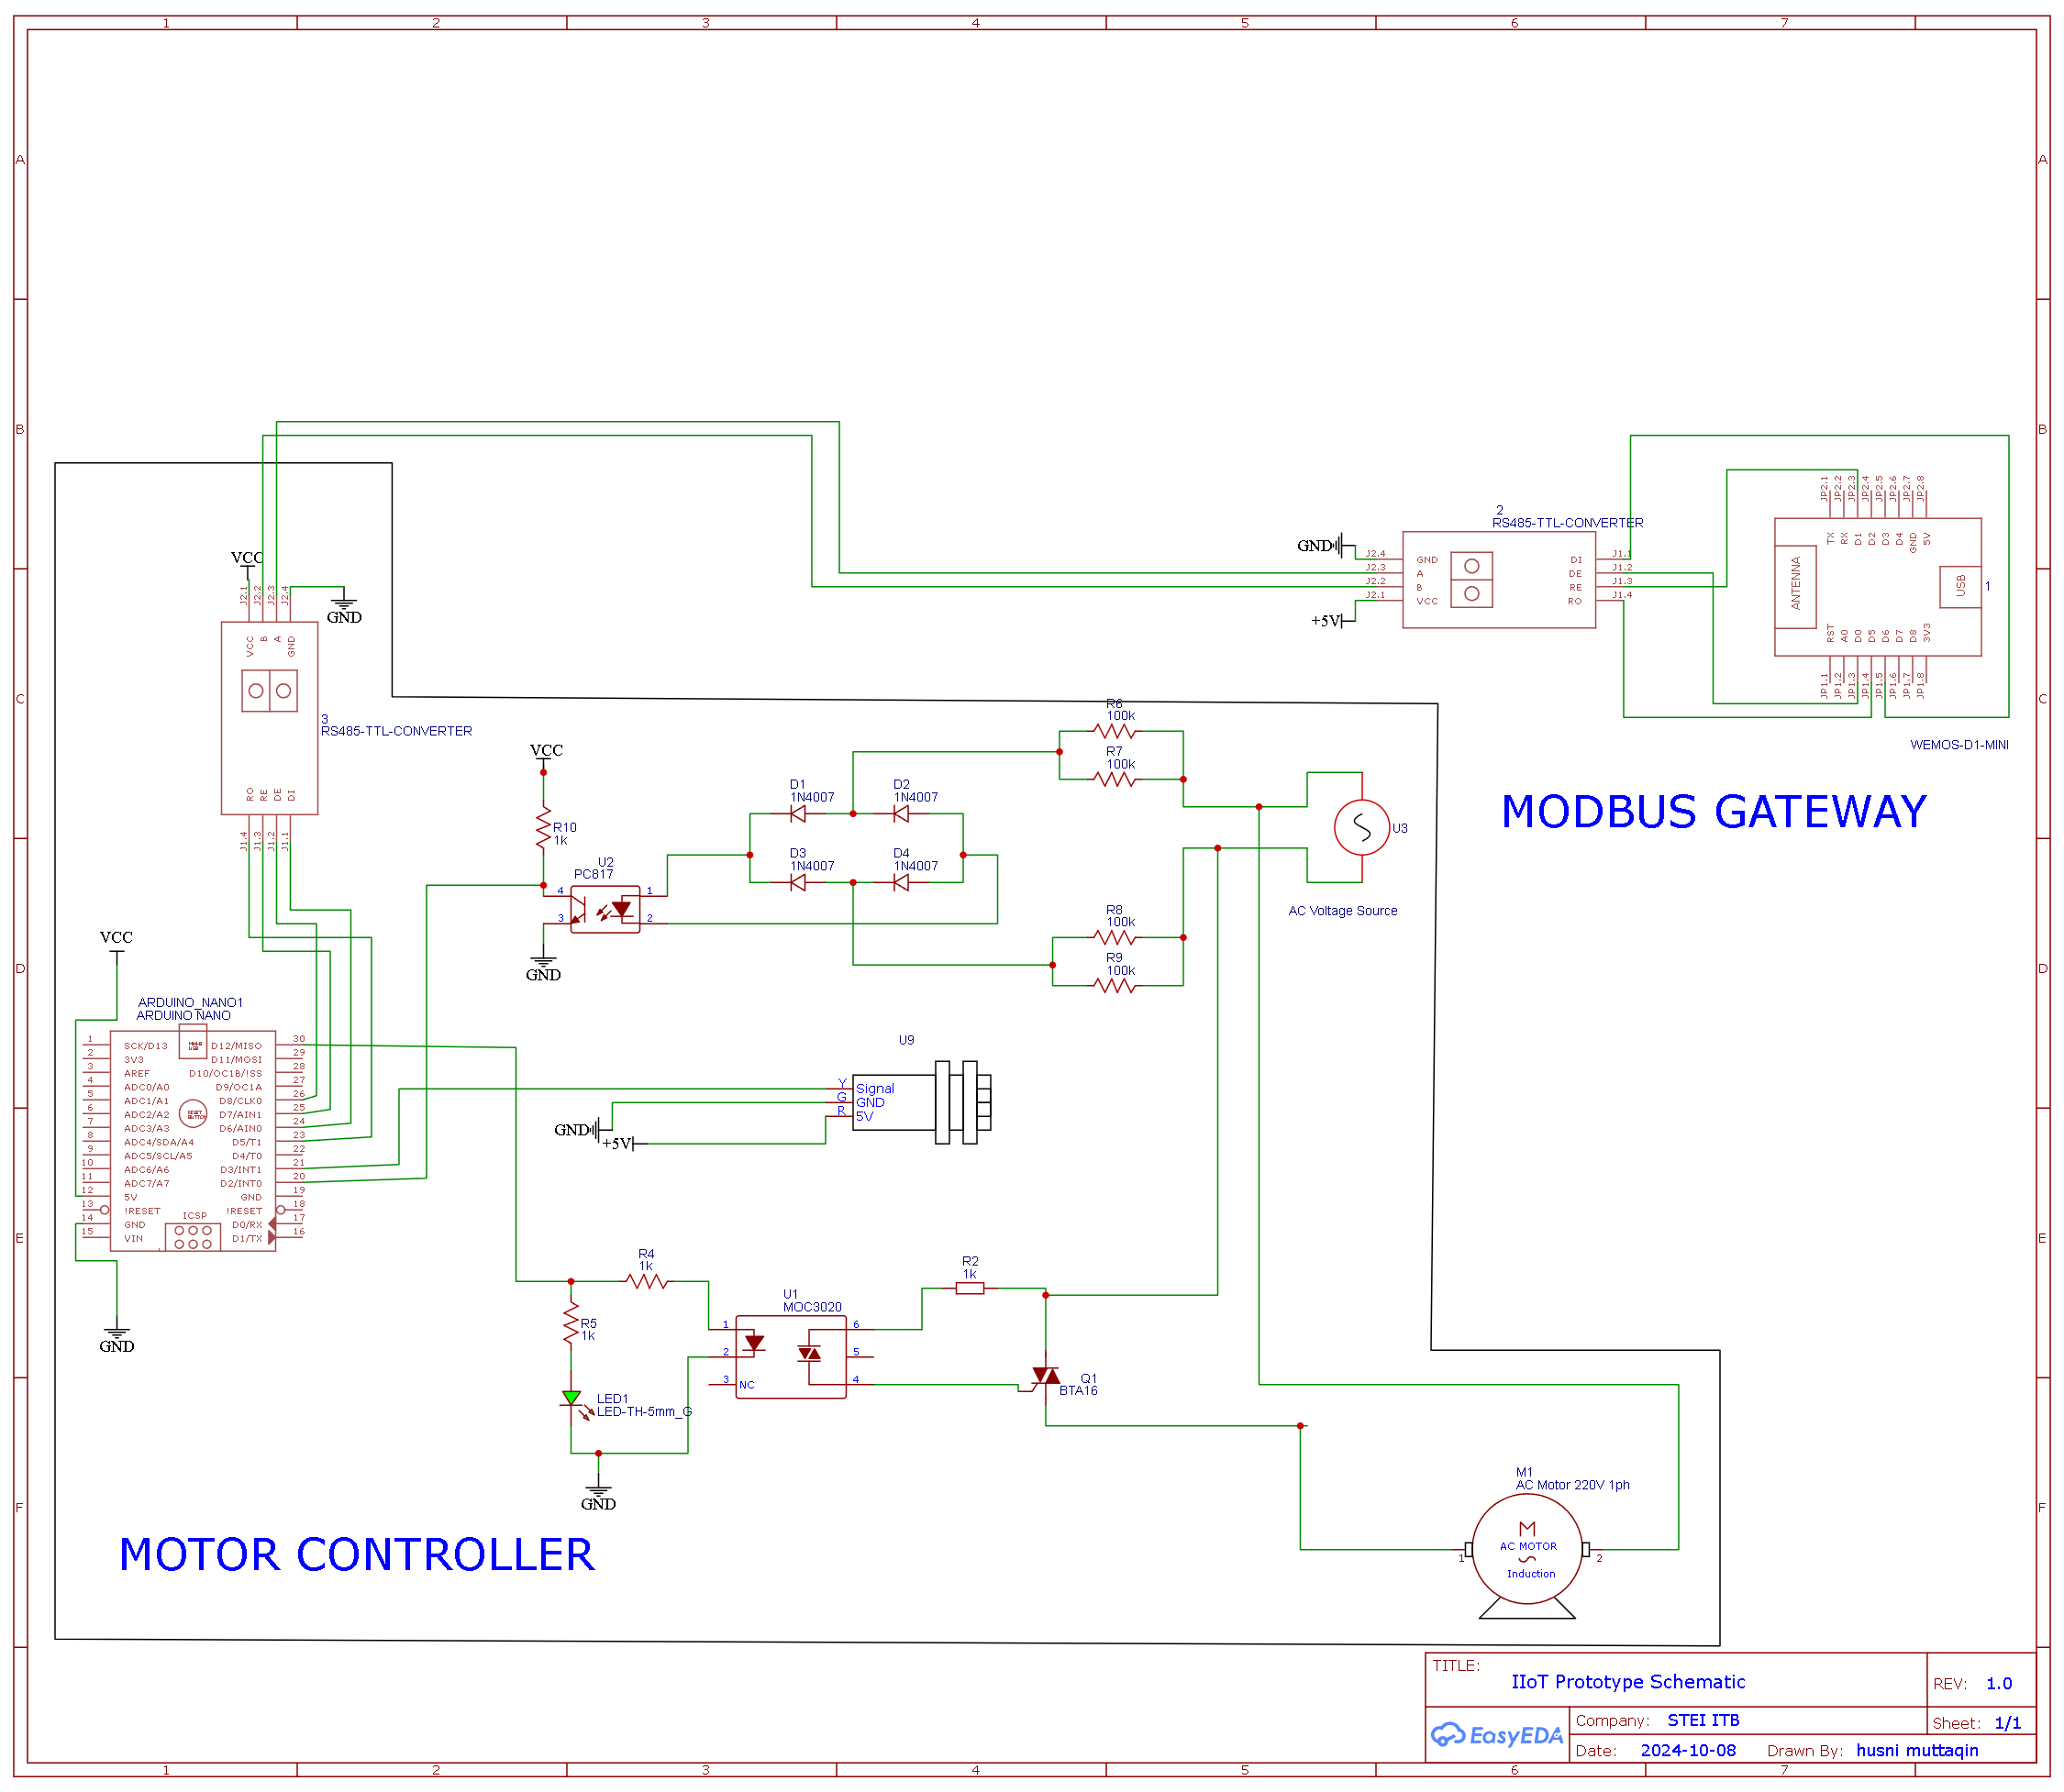 1 2 3 4 5 6 7
A A
B B
C C
D D
E E
F F
VCC
J2.1 J2.2 J2.3 J2.4
GND
VCC B A GND
3
RS485-TTL-CONVERTER
RO RE DE DI
J1.4 J1.3 J1.2 J1.1
2
RS485-TTL-CONVERTER
GND
+5V
J2.4 GND DI J1.1
J2.3 A DE J1.2
J2.2 B RE J1.3
J2.1 VCC RO J1.4
JP2.1 JP2.2 JP2.3 JP2.4 JP2.5 JP2.6 JP2.7 JP2.8
TX RX D1 D2 D3 D4 GND 5V
ANTENNA
USB
1
RST A0 D0 D5 D6 D7 D8 3V3
JP1.1 JP1.2 JP1.3 JP1.4 JP1.5 JP1.6 JP1.7 JP1.8
WEMOS-D1-MINI
MODBUS GATEWAY
VCC
R10
1k
U2
PC817
4 1
3 2
GND
D1
1N4007
D2
1N4007
D3
1N4007
D4
1N4007
R6
100k
R7
100k
R8
100k
R9
100k
U3
AC Voltage Source
VCC
ARDUINO_NANO1
ARDUINO NANO
MINI-B
USB
1 SCK/D13 D12/MISO 30
2 3V3 D11/MOSI 29
3 AREF D10/OC1B/!SS 28
4 ADC0/A0 D9/OC1A 27
5 ADC1/A1 D8/CLK0 26
6 ADC2/A2 D7/AIN1 25
7 ADC3/A3 D6/AIN0 24
8 ADC4/SDA/A4 D5/T1 23
9 ADC5/SCL/A5 D4/T0 22
10 ADC6/A6 D3/INT1 21
11 ADC7/A7 D2/INT0 20
12 5V GND 19
13 !RESET !RESET 18
14 GND D0/RX 17
15 VIN D1/TX 16
RESET
BUTTON
ICSP
GND
U9
Y Signal
G GND
R 5V
GND
+5V
R4
1k
R5
1k
LED1
LED-TH-5mm_G
GND
U1
MOC3020
1 6
2 5
3 NC 4
R2
1k
Q1
BTA16
M1
AC Motor 220V 1ph
M
AC MOTOR
Induction
1 2
MOTOR CONTROLLER
TITLE:
IIoT Prototype Schematic
REV: 1.0
EasyEDA
Company: STEI ITB
Sheet: 1/1
Date: 2024-10-08
Drawn By: husni muttaqin
1 2 3 4 5 6 7